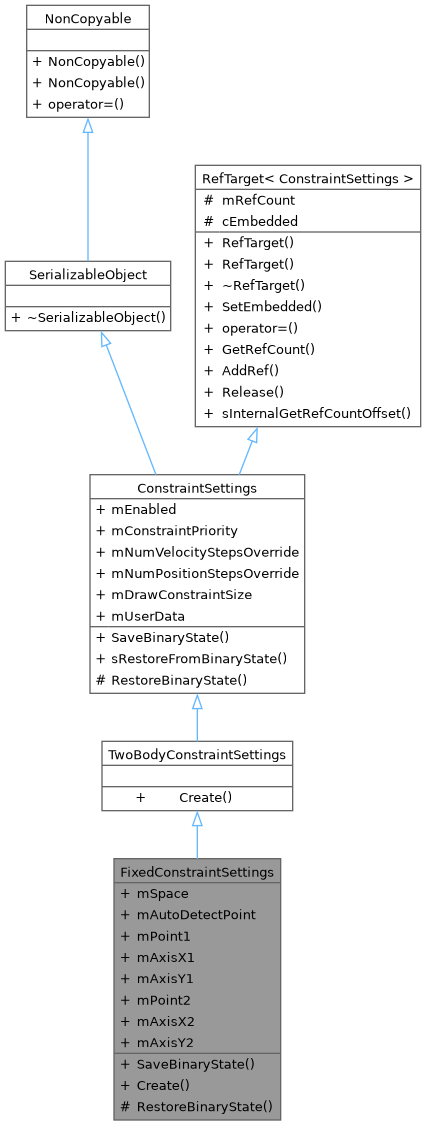 NonCopyable
+ NonCopyable()
+ NonCopyable()
+ operator=()
RefTarget< ConstraintSettings >
# mRefCount
# cEmbedded
+ RefTarget()
+ RefTarget()
+ ~RefTarget()
+ SetEmbedded()
+ operator=()
+ GetRefCount()
+ AddRef()
+ Release()
+ sInternalGetRefCountOffset()
SerializableObject
+ ~SerializableObject()
ConstraintSettings
+ mEnabled
+ mConstraintPriority
+ mNumVelocityStepsOverride
+ mNumPositionStepsOverride
+ mDrawConstraintSize
+ mUserData
+ SaveBinaryState()
+ sRestoreFromBinaryState()
# RestoreBinaryState()
TwoBodyConstraintSettings
+ Create()
FixedConstraintSettings
+ mSpace
+ mAutoDetectPoint
+ mPoint1
+ mAxisX1
+ mAxisY1
+ mPoint2
+ mAxisX2
+ mAxisY2
+ SaveBinaryState()
+ Create()
# RestoreBinaryState()